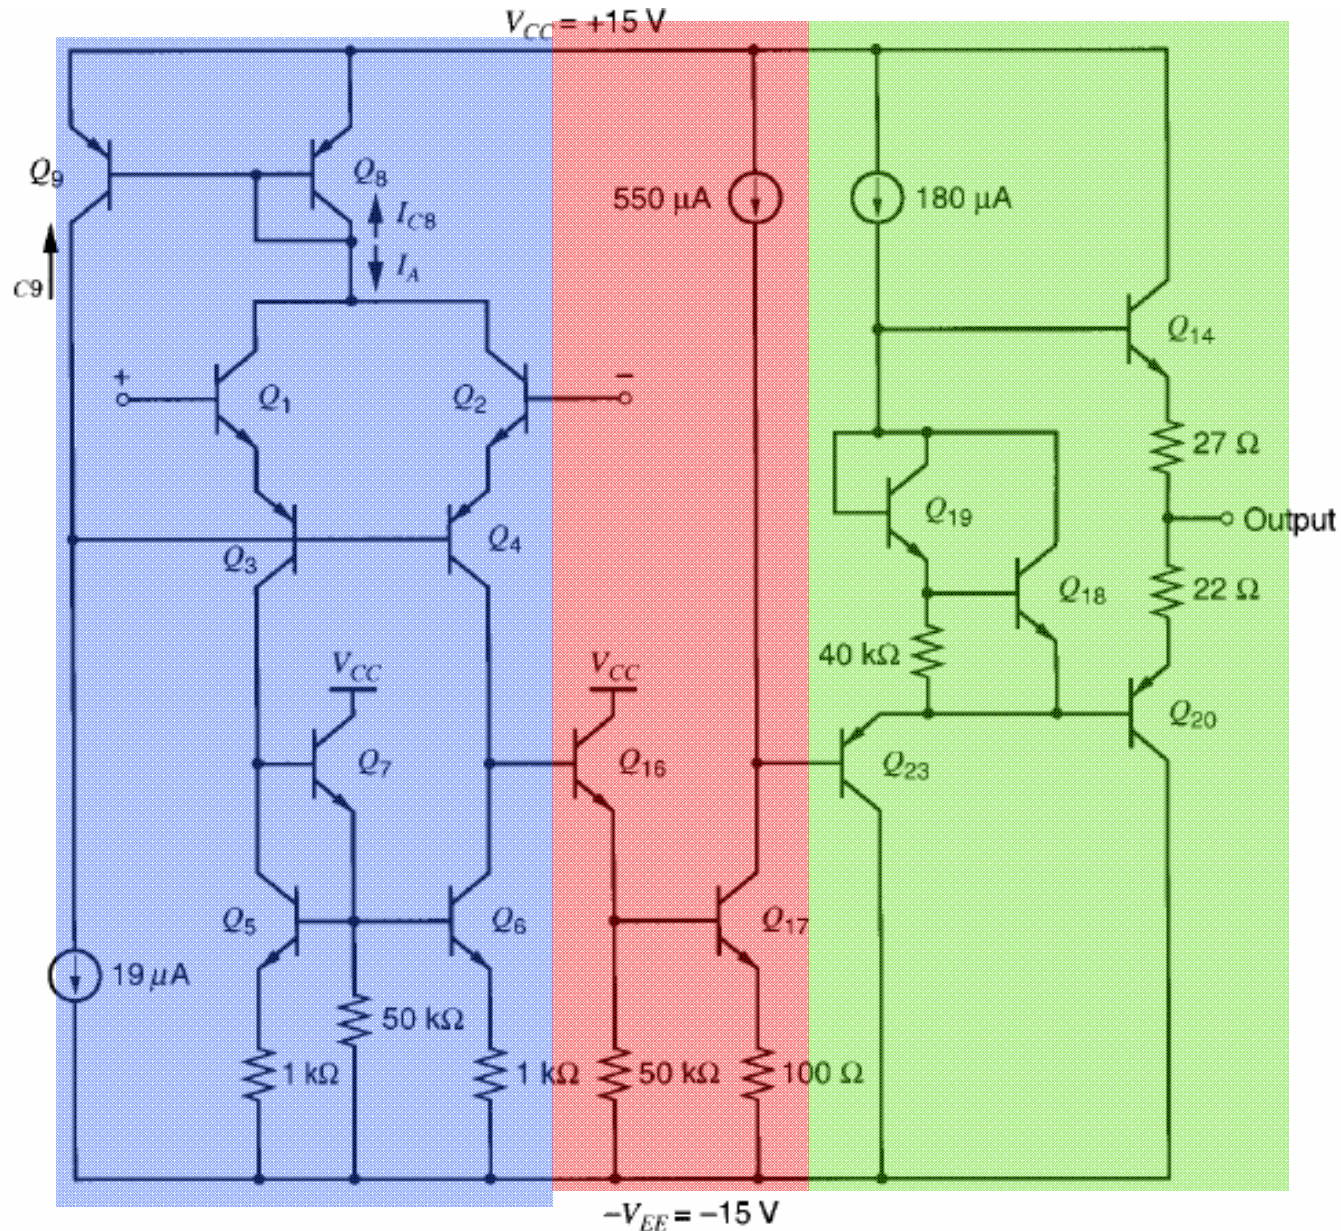 V_CC = +15 V
Q9
Q8
550 μA
180 μA
I_C8
I_A
C9
Q14
+
Q1
Q2
−
27 Ω
Q19
Output
Q3
Q4
Q18
22 Ω
40 kΩ
V_CC
V_CC
Q20
Q7
Q16
Q23
Q5
Q6
Q17
19 μA
50 kΩ
1 kΩ
1 kΩ
50 kΩ
100 Ω
−V_EE = −15 V